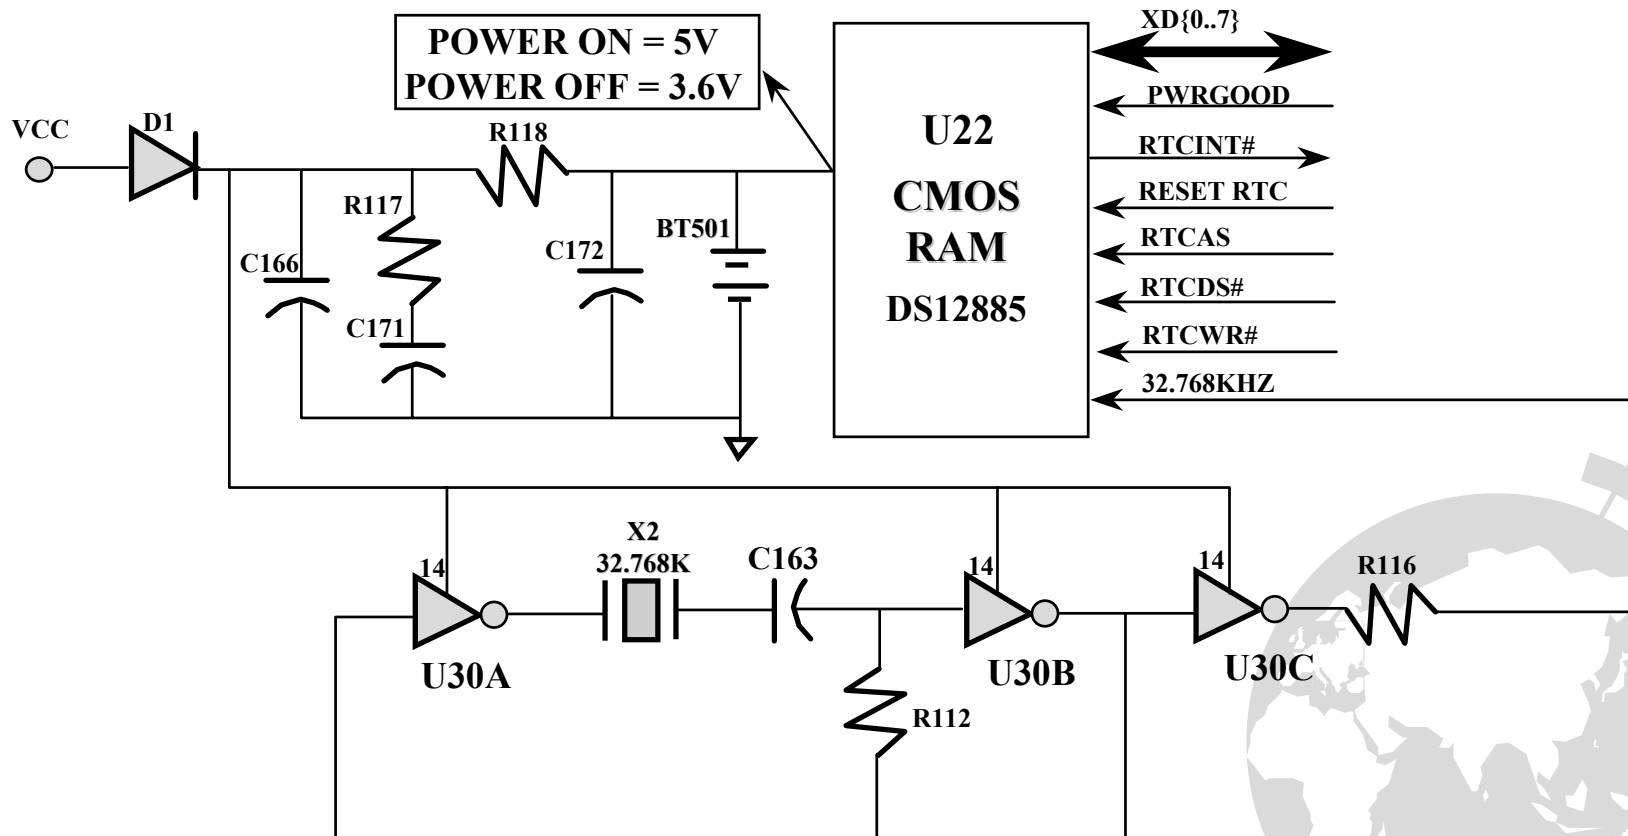 POWER ON = 5V
POWER OFF = 3.6V
VCC
D1
R118
R117
C166
C171
C172
BT501
U22
CMOS
RAM
DS12885
XD{0..7}
PWRGOOD
RTCINT#
RESET RTC
RTCAS
RTCDS#
RTCWR#
32.768KHZ
14
U30A
X2
32.768K
C163
R112
14
U30B
14
U30C
R116